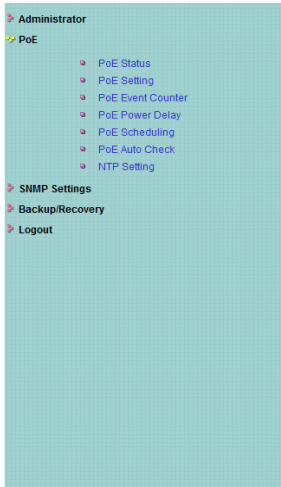 Administrator
PoE
PoE Status
PoE Setting
PoE Event Counter
PoE Power Delay
PoE Scheduling
PoE Auto Check
NTP Setting
SNMP Settings
Backup/Recovery
Logout